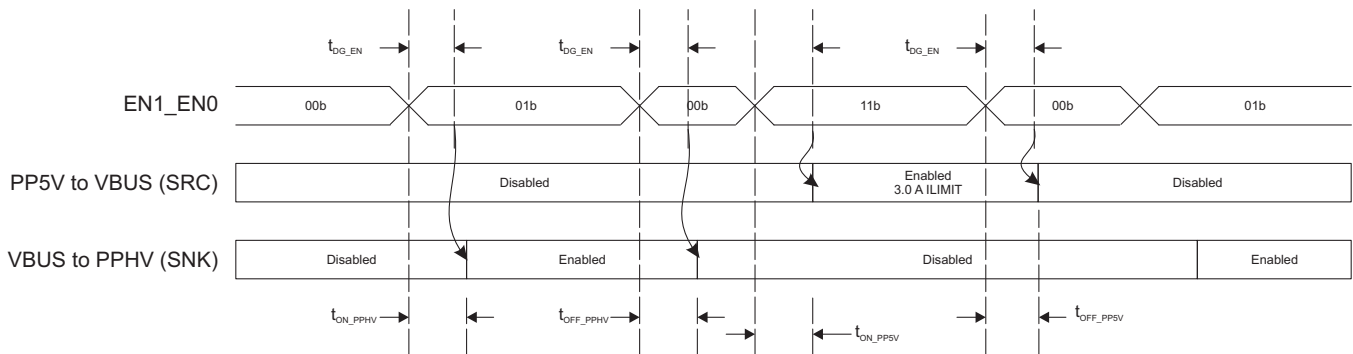 tDG_EN tDG_EN tDG_EN
EN1_EN0 00b 01b 00b 11b 00b 01b
PP5V to VBUS (SRC) Disabled Enabled Disabled
3.0 A ILIMIT
VBUS to PPHV (SNK) Disabled Enabled Disabled Enabled
tON_PPHV tOFF_PPHV tON_PP5V tOFF_PP5V